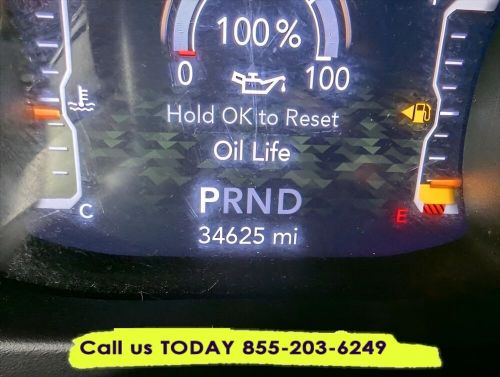 100%
0 100
Hold OK to Reset
Oil Life
PRND
C E
34625 mi
Call us TODAY 855-203-6249